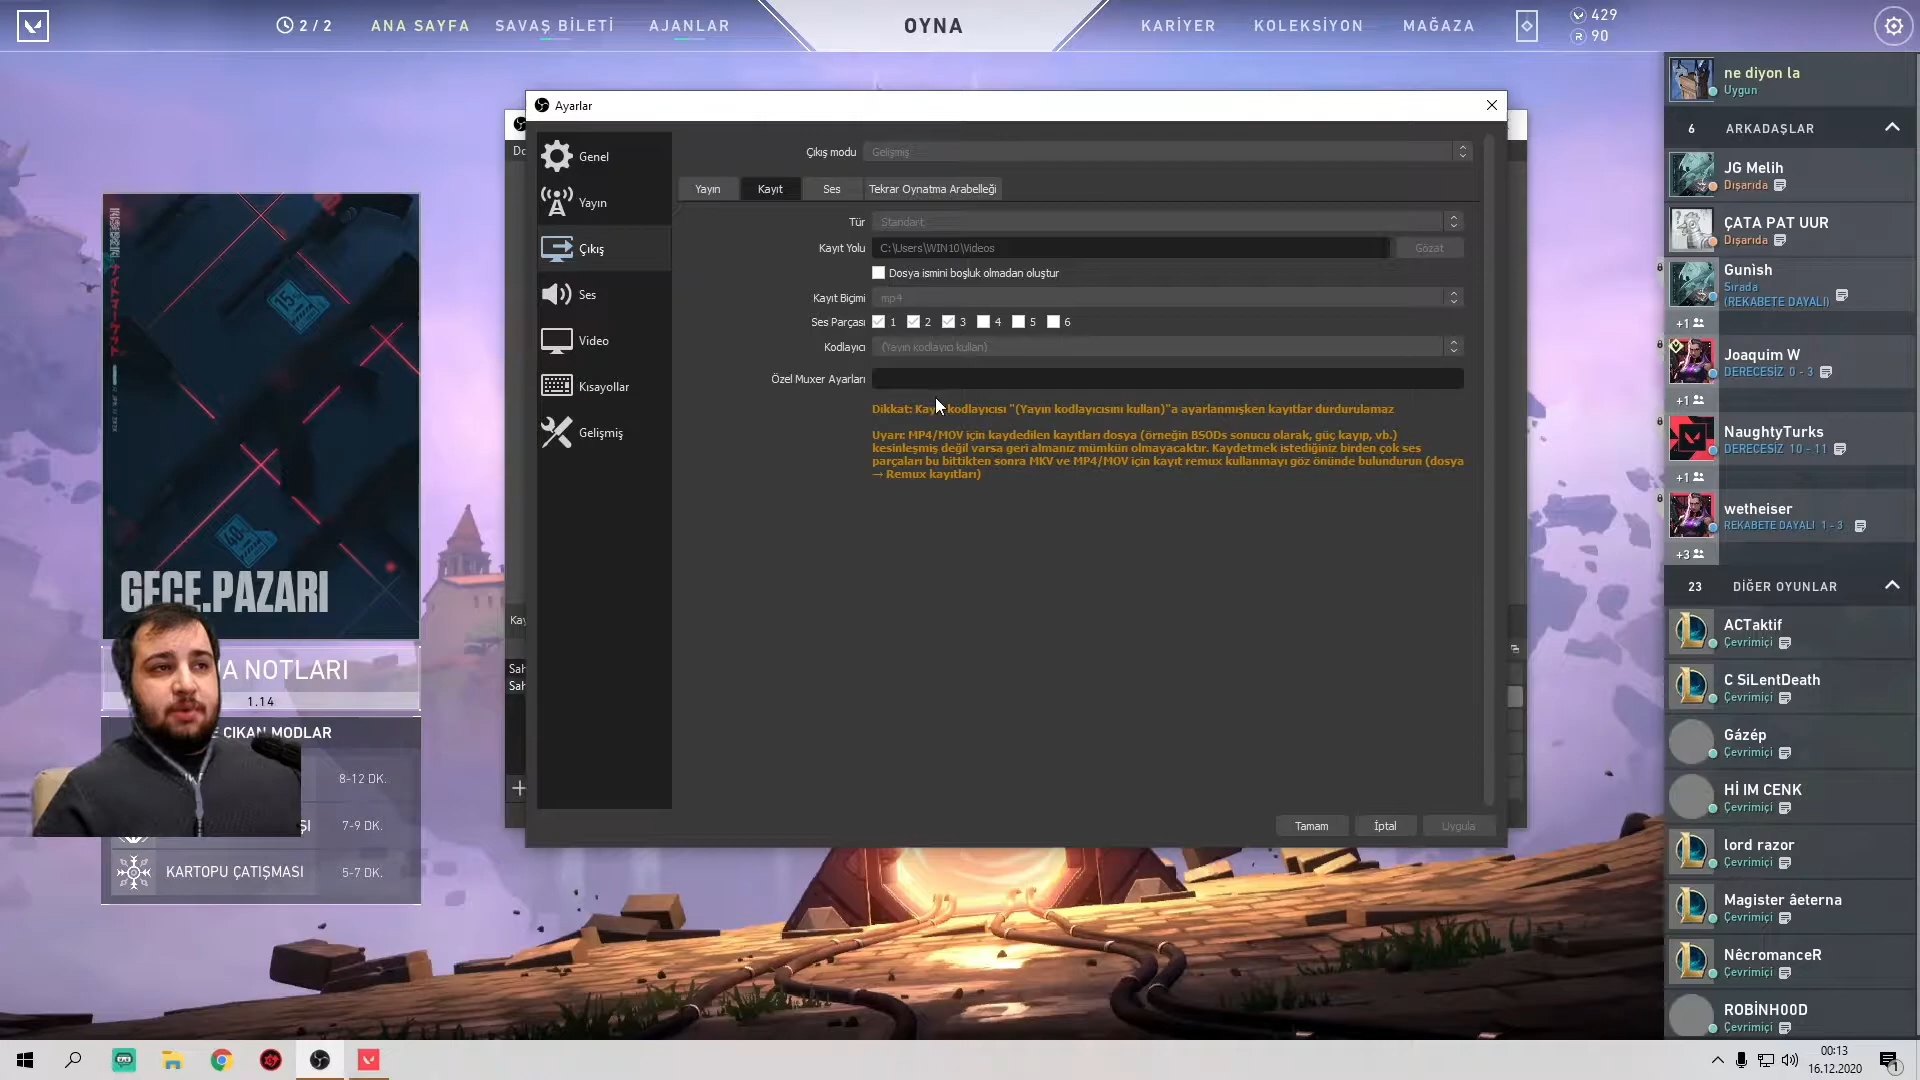 2 / 2
ANA SAYFA
SAVAŞ BİLETİ
AJANLAR
OYNA
KARİYER
KOLEKSİYON
MAĞAZA
429
90
GECE.PAZARI
A NOTLARI
1.14
E ÇIKAN MODLAR
8-12 DK.
7-9 DK.
KARTOPU ÇATIŞMASI
5-7 DK.
Do
Kay
Sah
Sah
Ayarlar
Genel
Yayın
Çıkış
Ses
Video
Kısayollar
Gelişmiş
Çıkış modu
Gelişmiş
Yayın
Kayıt
Ses
Tekrar Oynatma Arabelleği
Tür
Standart
Kayıt Yolu
C:\Users\WIN10\Videos
Gözat
Dosya ismini boşluk olmadan oluştur
Kayıt Biçimi
mp4
Ses Parçası
1 2 3 4 5 6
Kodlayıcı
(Yayın kodlayıcı kullan)
Özel Muxer Ayarları
Dikkat: Kayıt kodlayıcısı "(Yayın kodlayıcısını kullan)"a ayarlanmışken kayıtlar durdurulamaz
Uyarı: MP4/MOV için kaydedilen kayıtları dosya (örneğin BSODs sonucu olarak, güç kayıp, vb.)
kesinleşmiş değil varsa geri almanız mümkün olmayacaktır. Kaydetmek istediğiniz birden çok ses
parçaları bu bittikten sonra MKV ve MP4/MOV için kayıt remux kullanmayı göz önünde bulundurun (dosya
→ Remux kayıtları)
Tamam
İptal
Uygula
ne diyon la
Uygun
6 ARKADAŞLAR
JG Melih
Dışarıda
ÇATA PAT UUR
Dışarıda
Gunìsh
Sırada
(REKABETE DAYALI)
+1
Joaquim W
DERECESİZ 0 - 3
+1
NaughtyTurks
DERECESİZ 10 - 11
+1
wetheiser
REKABETE DAYALI 1 - 3
+3
23 DİĞER OYUNLAR
ACTaktif
Çevrimiçi
C SiLentDeath
Çevrimiçi
Gázép
Çevrimiçi
Hİ IM CENK
Çevrimiçi
lord razor
Çevrimiçi
Magister âeterna
Çevrimiçi
NêcromanceR
Çevrimiçi
ROBİNH00D
Çevrimiçi
00:13
16.12.2020
1